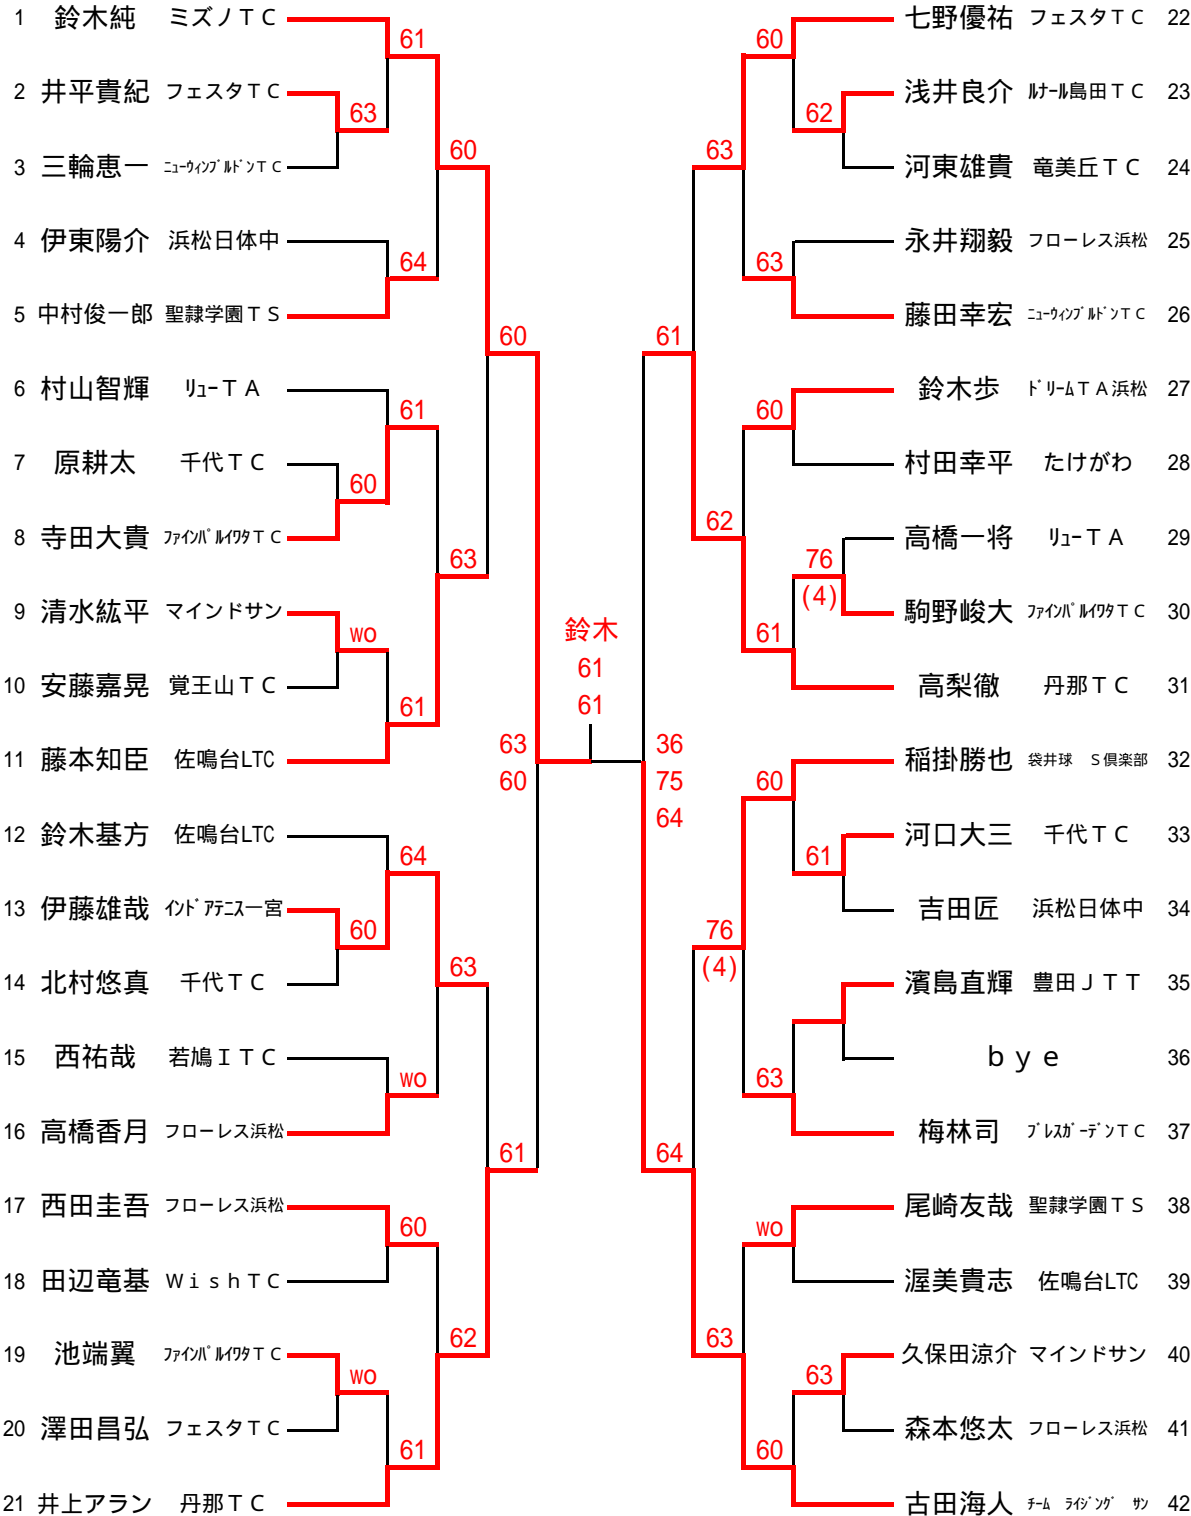 1 鈴木純 ミズノＴＣ
61
2 井平貴紀 フェスタＴＣ
63
3 三輪恵一 ﾆｭｰｳｨﾝﾌﾞﾙﾄﾞﾝＴＣ
60
4 伊東陽介 浜松日体中
64
5 中村俊一郎 聖隷学園ＴＳ
60
6 村山智輝 ﾘｭｰＴＡ
61
7 原耕太 千代ＴＣ
60
8 寺田大貴 ﾌｧｲﾝﾊﾟﾙｲﾜﾀＴＣ
63
9 清水紘平 マインドサン
wo
10 安藤嘉晃 覚王山ＴＣ
61
11 藤本知臣 佐鳴台LTC
63
60
12 鈴木基方 佐鳴台LTC
64
13 伊藤雄哉 ｲﾝﾄﾞｱﾃﾆｽ一宮
60
14 北村悠真 千代ＴＣ
63
15 西祐哉 若鳩ＩＴＣ
wo
16 高橋香月 フローレス浜松
61
17 西田圭吾 フローレス浜松
60
18 田辺竜基 ＷｉｓｈＴＣ
62
19 池端翼 ﾌｧｲﾝﾊﾟﾙｲﾜﾀＴＣ
wo
20 澤田昌弘 フェスタＴＣ
61
21 井上アラン 丹那ＴＣ
鈴木
61
61
七野優祐 フェスタＴＣ 22
60
浅井良介 ﾙﾅｰﾙ島田ＴＣ 23
62
河東雄貴 竜美丘ＴＣ 24
63
永井翔毅 フローレス浜松 25
63
藤田幸宏 ﾆｭｰｳｨﾝﾌﾞﾙﾄﾞﾝＴＣ 26
61
鈴木歩 ﾄﾞﾘｰﾑＴＡ浜松 27
60
村田幸平 たけがわ 28
62
高橋一将 ﾘｭｰＴＡ 29
76
(4)
駒野峻大 ﾌｧｲﾝﾊﾟﾙｲﾜﾀＴＣ 30
61
高梨徹 丹那ＴＣ 31
36
75
64
稲掛勝也 袋井球　Ｓ倶楽部 32
60
河口大三 千代ＴＣ 33
61
吉田匠 浜松日体中 34
76
(4)
濱島直輝 豊田ＪＴＴ 35
ｂｙｅ 36
63
梅林司 ﾌﾞﾚｽｶﾞｰﾃﾞﾝＴＣ 37
64
尾崎友哉 聖隷学園ＴＳ 38
wo
渥美貴志 佐鳴台LTC 39
63
久保田涼介 マインドサン 40
63
森本悠太 フローレス浜松 41
60
古田海人 ﾁｰﾑ ﾗｲｼﾞﾝｸﾞ ｻﾝ 42